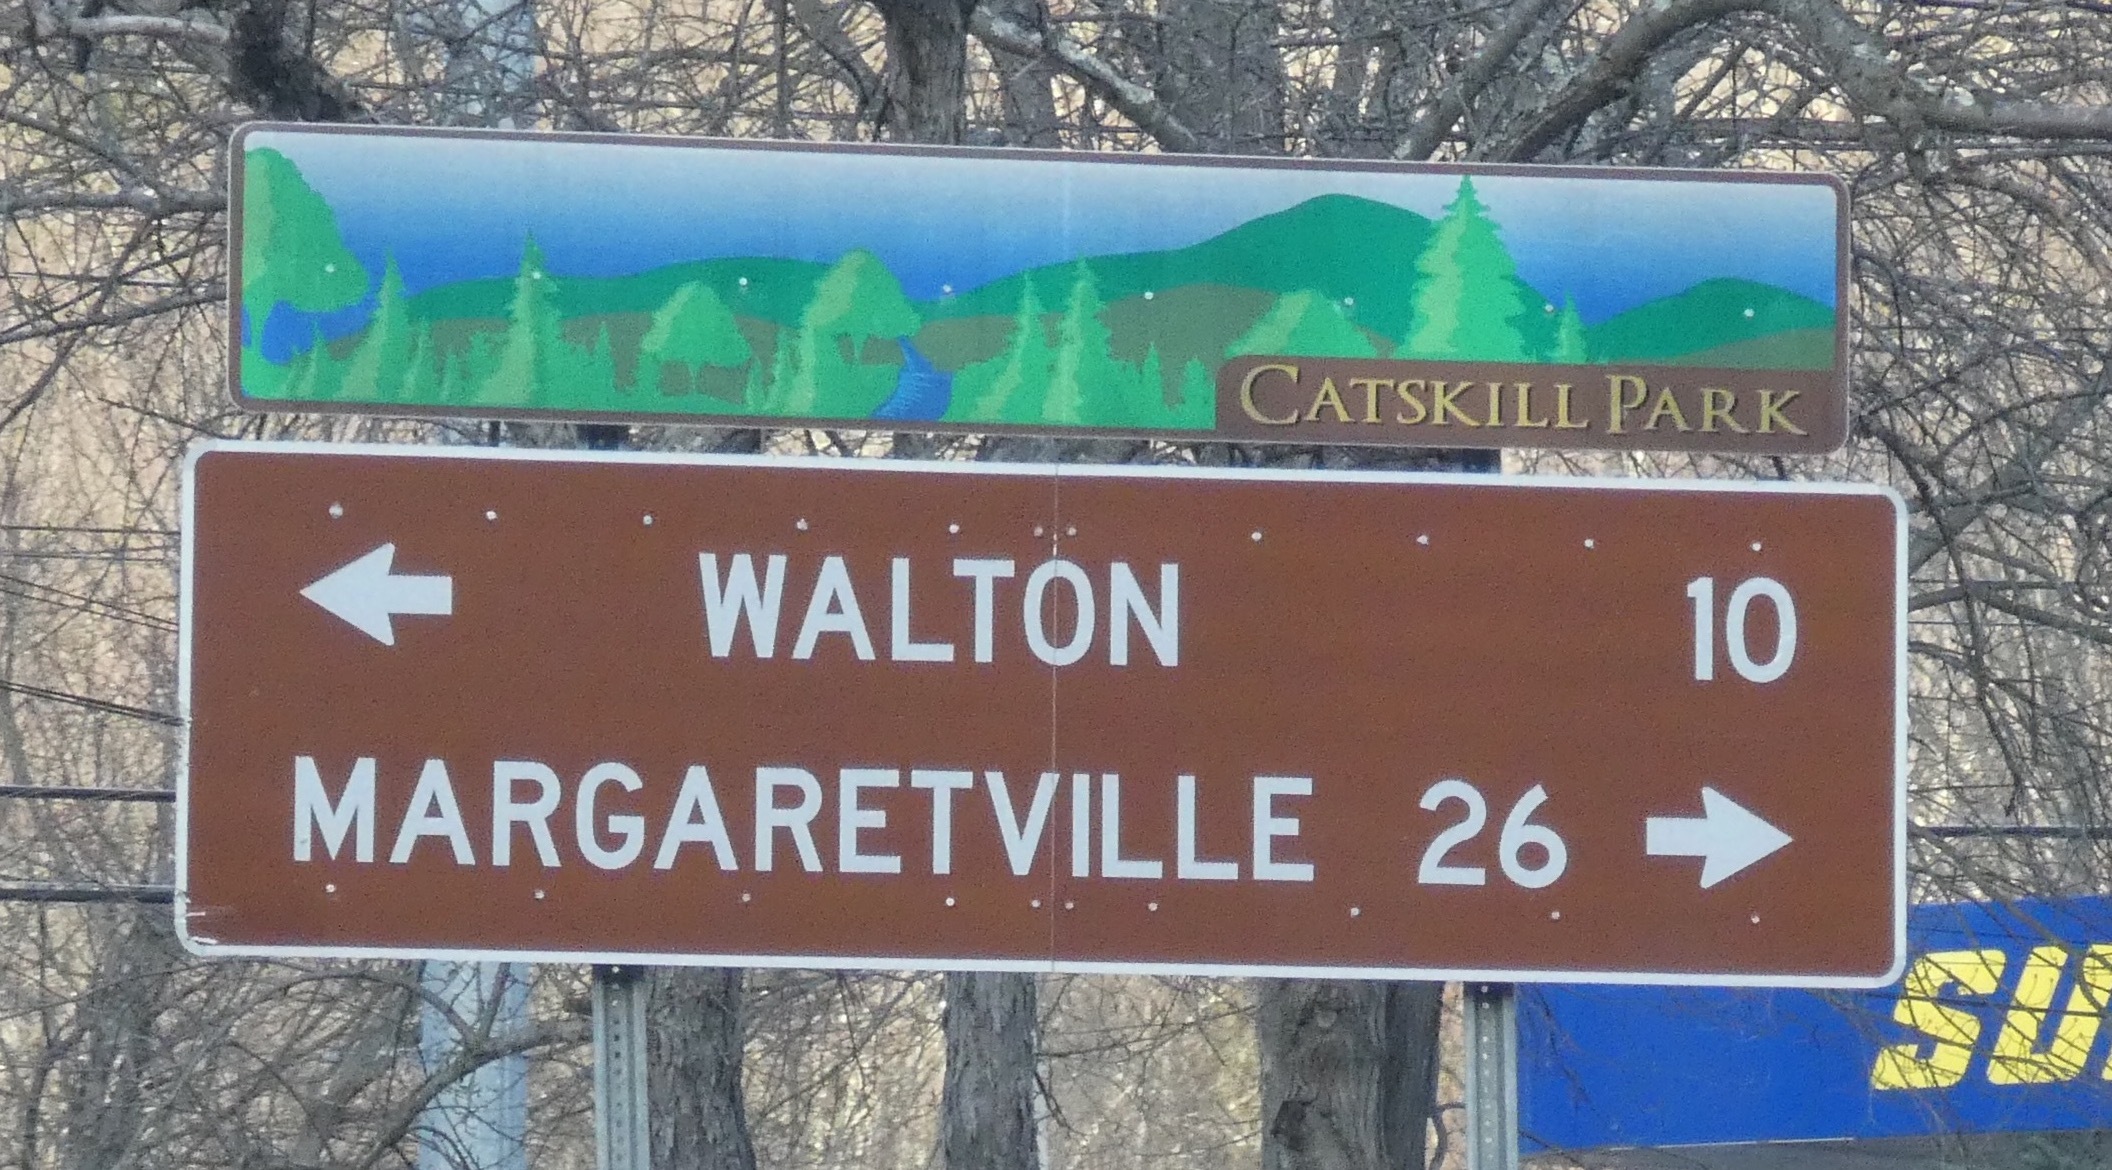 CATSKILL PARK
← WALTON 10
MARGARETVILLE 26 →